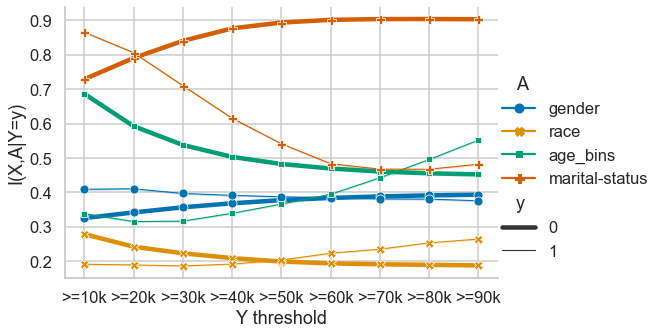 0.9
0.8
0.7
0.6
0.5
0.4
0.3
0.2
I(X,A|Y=y)
>=10k >=20k >=30k >=40k >=50k >=60k >=70k >=80k >=90k
Y threshold
A
gender
race
age_bins
marital-status
y
0
1